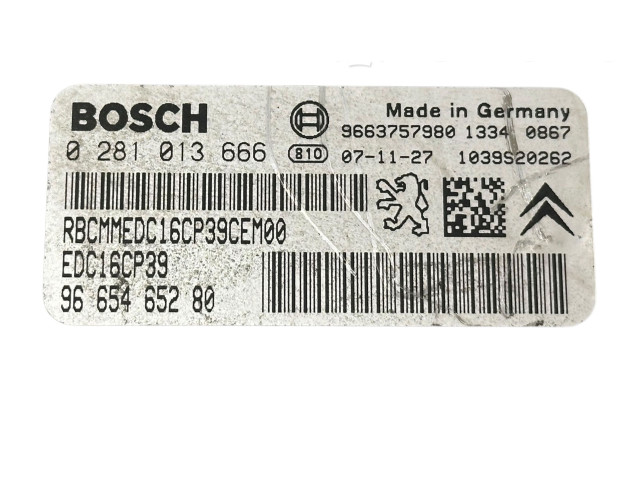 BOSCH
Made in Germany
9663757980 1334 0867
0 281 013 666
810
07-11-27 1039S20262
RBCMMEDC16CP39CEM00
EDC16CP39
96 654 652 80